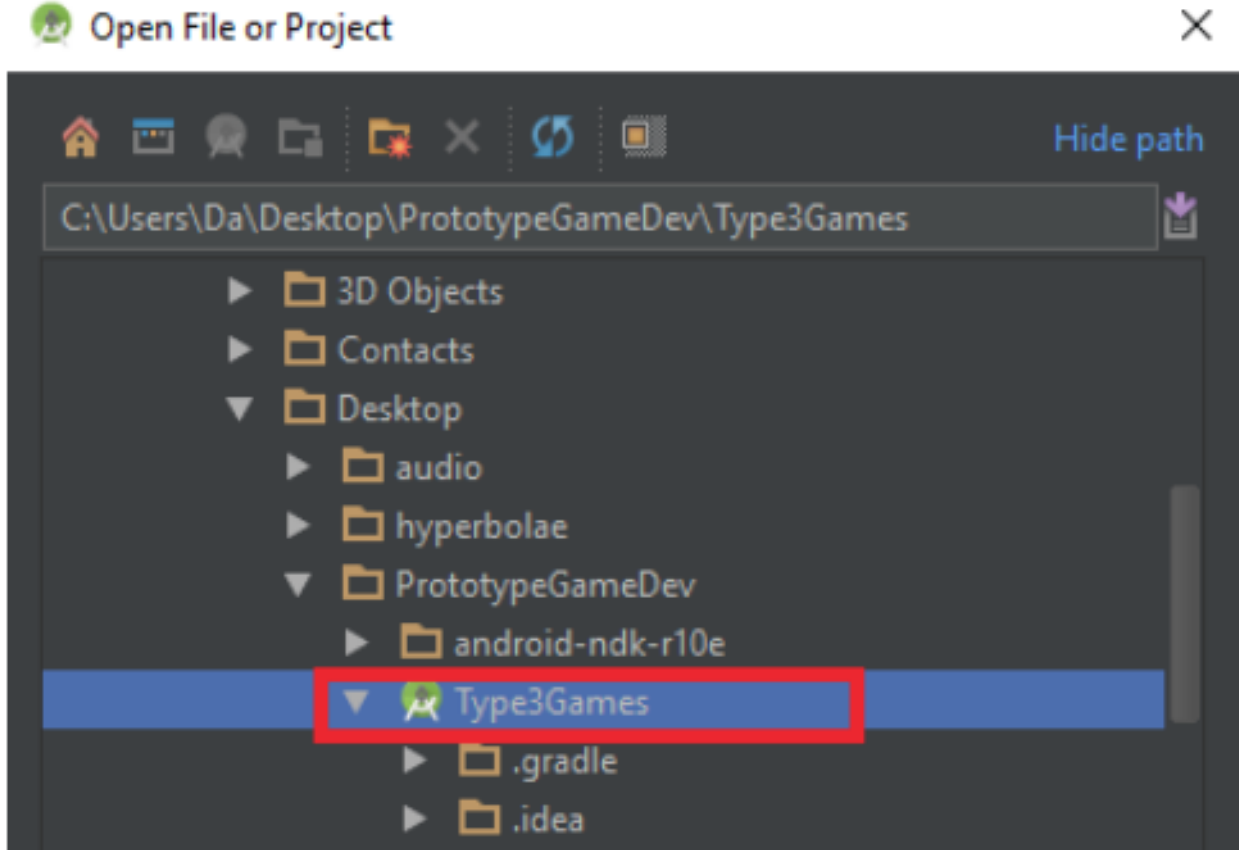 Open File or Project
Hide path
C:\Users\Da\Desktop\PrototypeGameDev\Type3Games
3D Objects
Contacts
Desktop
audio
hyperbolae
PrototypeGameDev
android-ndk-r10e
Type3Games
.gradle
.idea